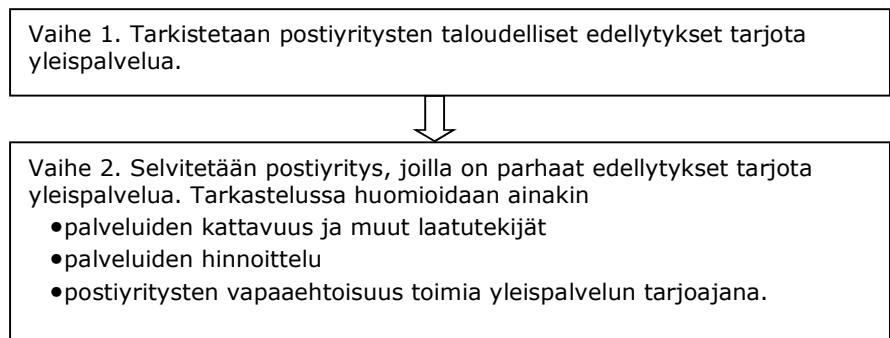 Vaihe 1. Tarkistetaan postiyritysten taloudelliset edellytykset tarjota
yleispalvelua.
Vaihe 2. Selvitetään postiyritys, joilla on parhaat edellytykset tarjota
yleispalvelua. Tarkastelussa huomioidaan ainakin
•palveluiden kattavuus ja muut laatutekijät
•palveluiden hinnoittelu
•postiyritysten vapaaehtoisuus toimia yleispalvelun tarjoajana.